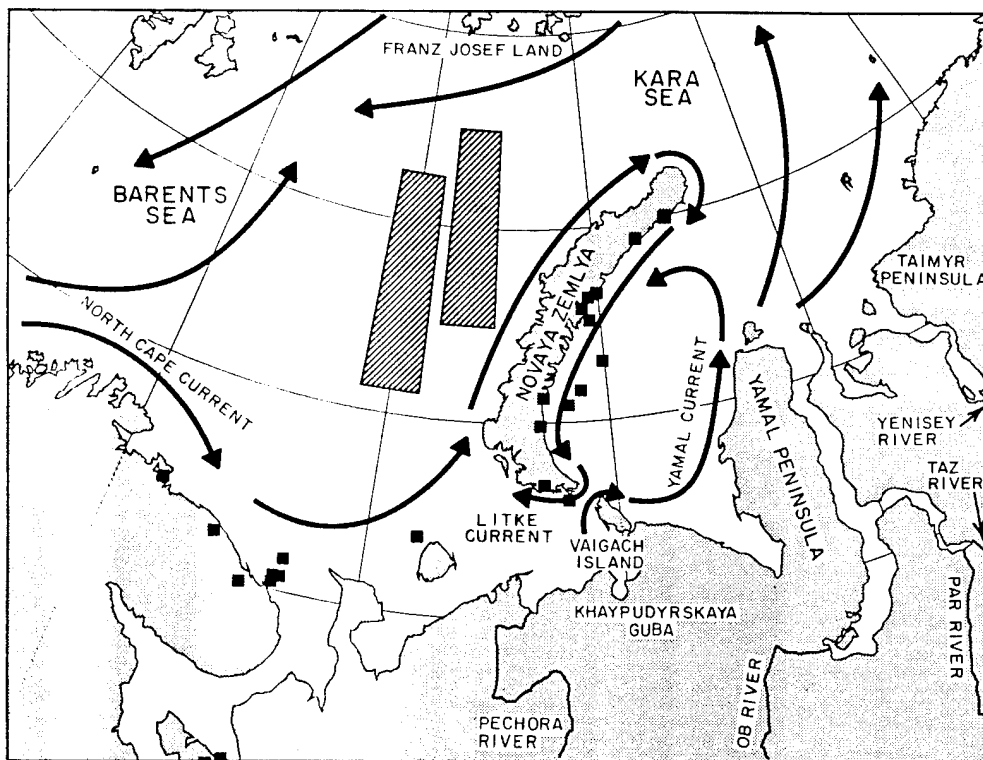 FRANZ JOSEF LAND
KARA
SEA
BARENTS
SEA
TAIMYR
PENINSULA
NORTH CAPE CURRENT
NOVAYA ZEMLYA
YAMAL CURRENT
YAMAL PENINSULA
YENISEY
RIVER
TAZ
RIVER
LITKE
CURRENT
VAIGACH
ISLAND
KHAYPUDYRSKAYA
GUBA
PAR RIVER
OB RIVER
PECHORA
RIVER